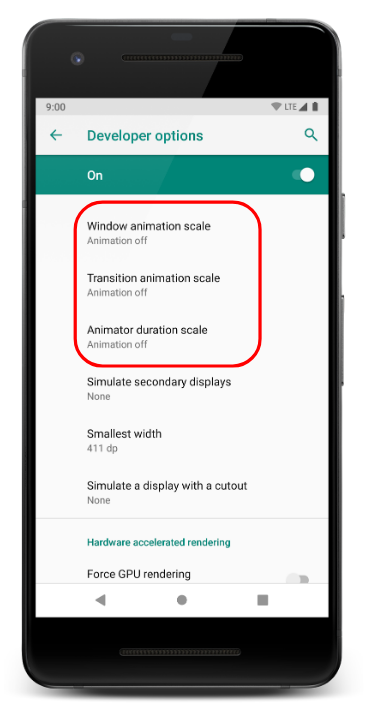 9:00 LTE
Developer options
On
Window animation scale
Animation off
Transition animation scale
Animation off
Animator duration scale
Animation off
Simulate secondary displays
None
Smallest width
411 dp
Simulate a display with a cutout
None
Hardware accelerated rendering
Force GPU rendering